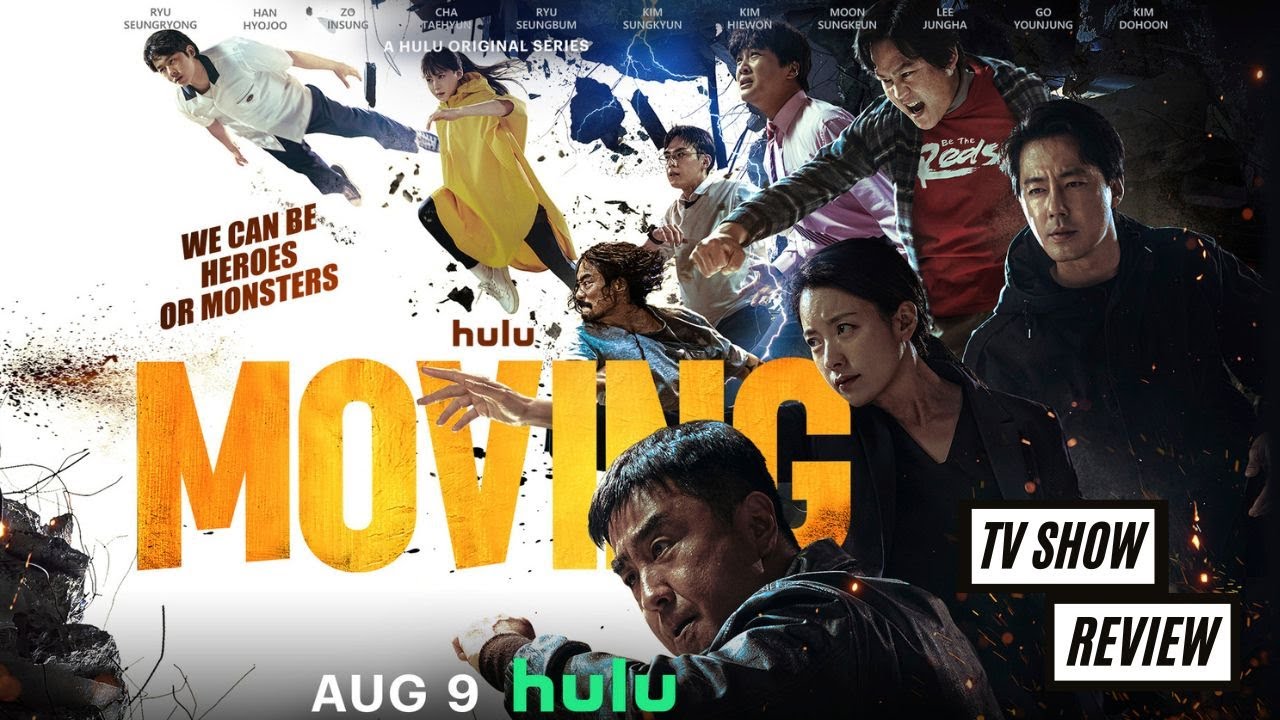 RYU HAN ZO CHA RYU KIM KIM MOON LEE GO KIM
SEUNGRYONG HYOJOO INSUNG TAEHYUN SEUNGBUM SUNGKYUN HIEWON SUNGKEUN JUNGHA YOUNJUNG DOHOON
A HULU ORIGINAL SERIES
Be The
Reds
WE CAN BE
HEROES
OR MONSTERS
hulu
MOVING
TV SHOW
REVIEW
AUG 9 hulu